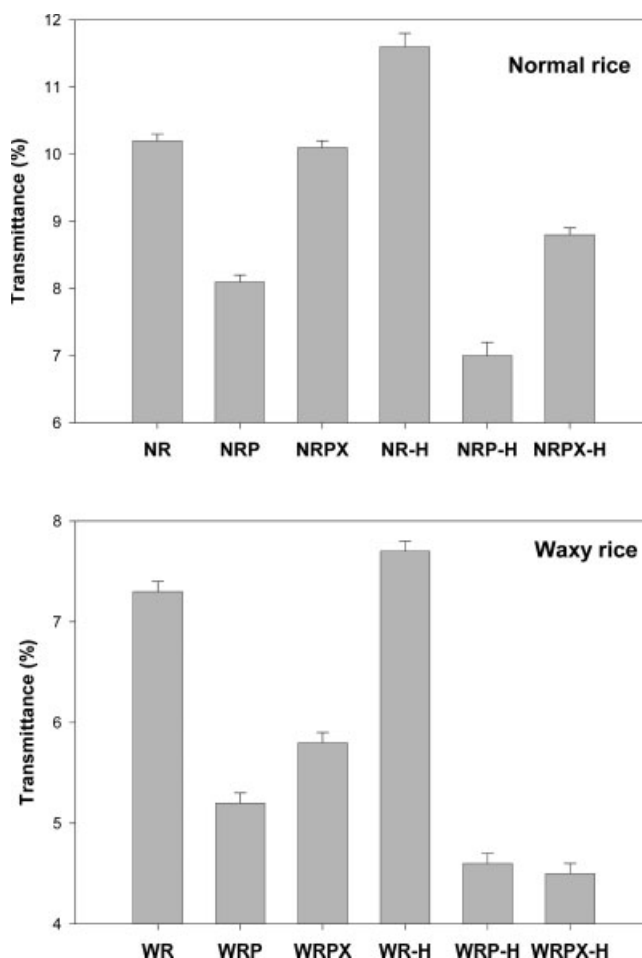 12
11
10
9
8
7
6
Transmittance (%)
Normal rice
NR NRP NRPX NR-H NRP-H NRPX-H
8
7
6
5
4
Transmittance (%)
Waxy rice
WR WRP WRPX WR-H WRP-H WRPX-H